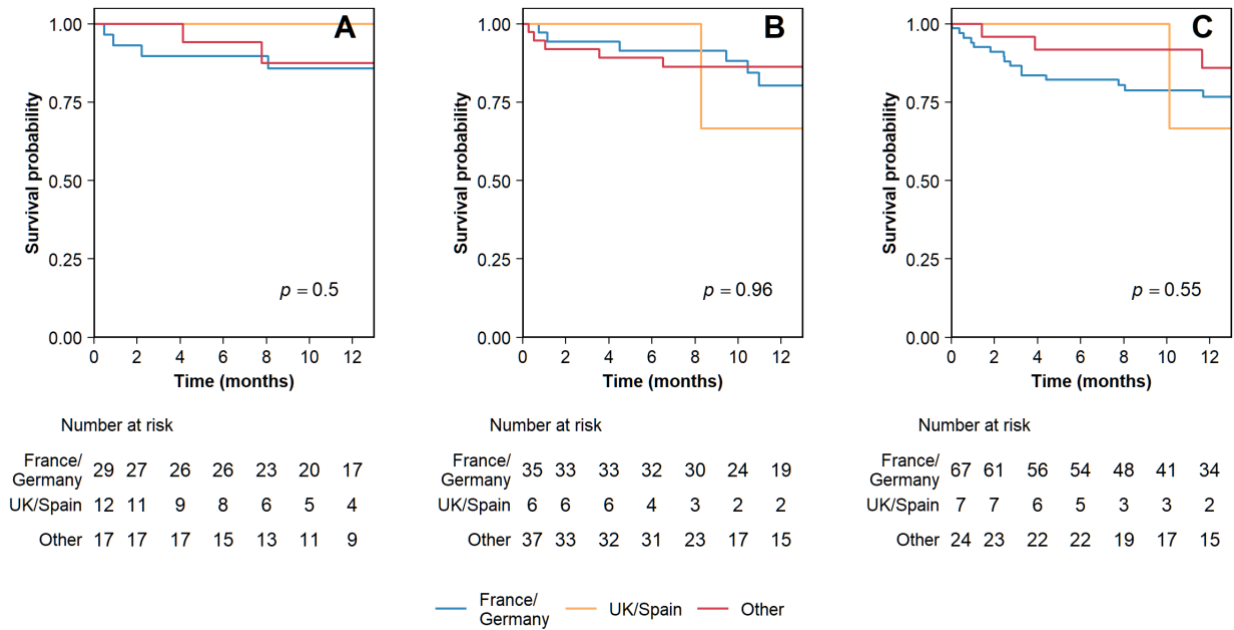 A
Survival probability
1.00
0.75
0.50
0.25
0.00
p = 0.5
0 2 4 6 8 10 12
Time (months)
Number at risk
France/
Germany 29 27 26 26 23 20 17
UK/Spain 12 11 9 8 6 5 4
Other 17 17 17 15 13 11 9
B
Survival probability
1.00
0.75
0.50
0.25
0.00
p = 0.96
0 2 4 6 8 10 12
Time (months)
Number at risk
France/
Germany 35 33 33 32 30 24 19
UK/Spain 6 6 6 4 3 2 2
Other 37 33 32 31 23 17 15
C
Survival probability
1.00
0.75
0.50
0.25
0.00
p = 0.55
0 2 4 6 8 10 12
Time (months)
Number at risk
France/
Germany 67 61 56 54 48 41 34
UK/Spain 7 7 6 5 3 3 2
Other 24 23 22 22 19 17 15
France/
Germany
UK/Spain
Other